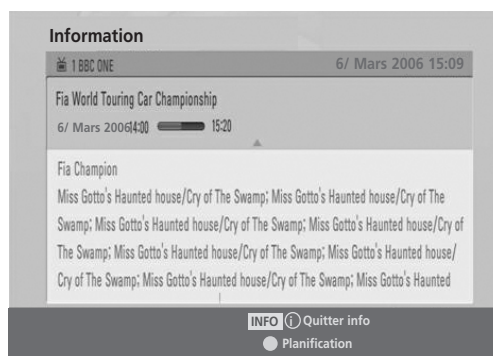 Information
1 BBC ONE 6/ Mars 2006 15:09
Fia World Touring Car Championship
6/ Mars 2006 14:00 15:20
Fia Champion
Miss Gotto's Haunted house/Cry of The Swamp; Miss Gotto's Haunted house/Cry of The
Swamp; Miss Gotto's Haunted house/Cry of The Swamp; Miss Gotto's Haunted house/Cry of
The Swamp; Miss Gotto's Haunted house/Cry of The Swamp; Miss Gotto's Haunted house/
Cry of The Swamp; Miss Gotto's Haunted house/Cry of The Swamp; Miss Gotto's Haunted
INFO i Quitter info
Planification